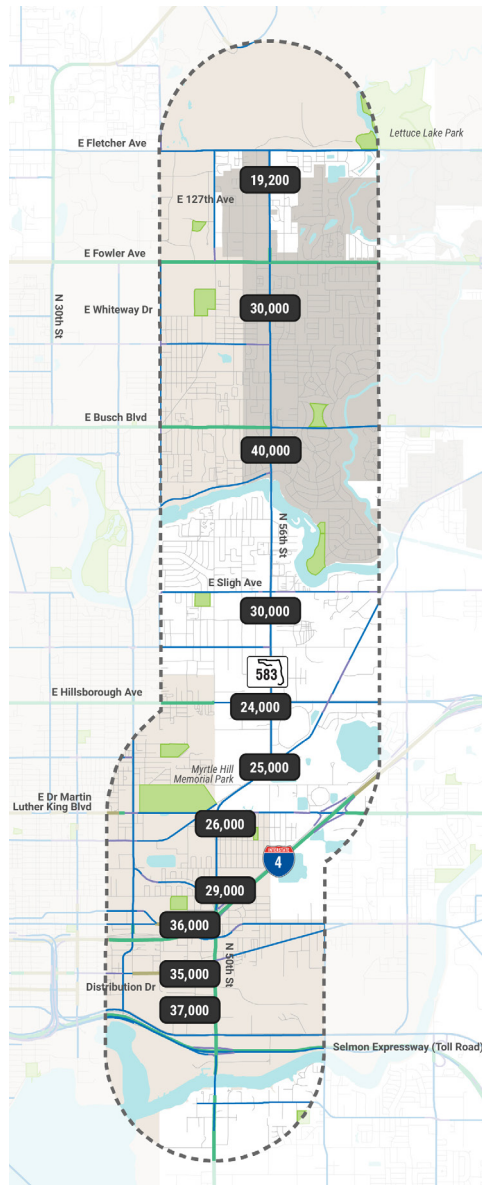 Lettuce Lake Park
E Fletcher Ave
19,200
E 127th Ave
E Fowler Ave
N 30th St
E Whiteway Dr
30,000
E Busch Blvd
40,000
N 56th St
E Sligh Ave
30,000
583
E Hillsborough Ave
24,000
Myrtle Hill
Memorial Park
25,000
E Dr Martin
Luther King Blvd
26,000
INTERSTATE
4
29,000
36,000
N 50th St
35,000
Distribution Dr
37,000
Selmon Expressway (Toll Road)